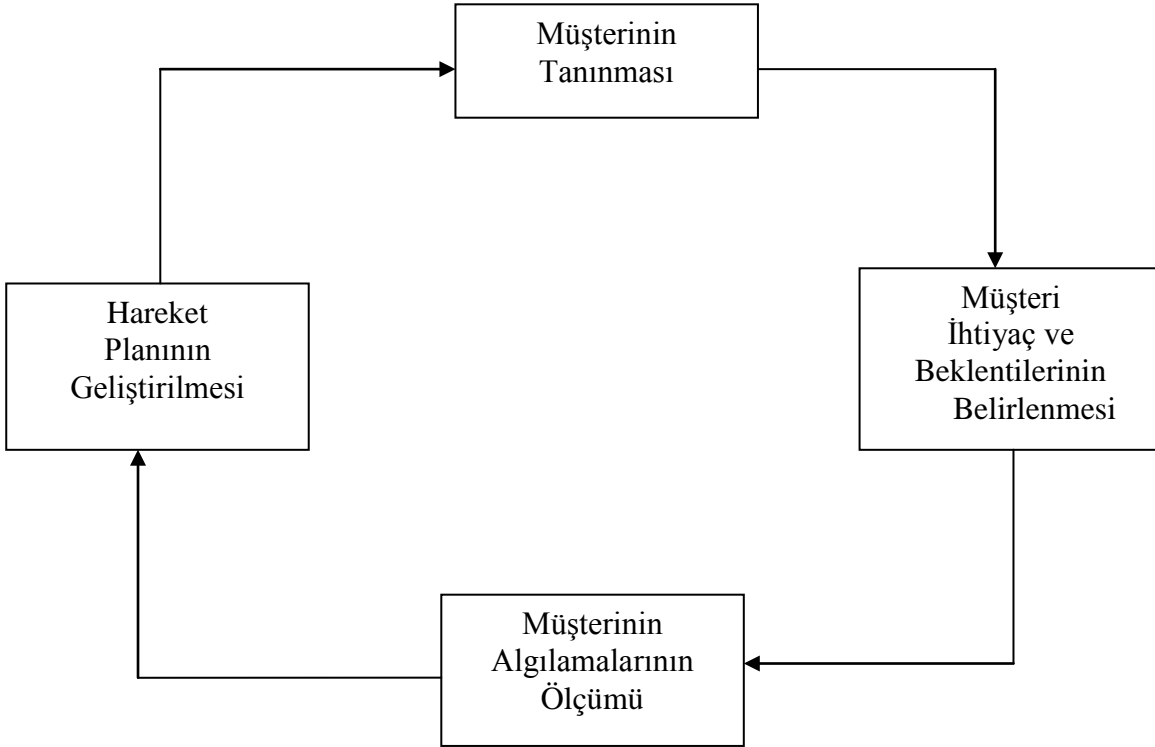 Müşterinin
Tanınması
Müşteri
İhtiyaç ve
Beklentilerinin
Belirlenmesi
Müşterinin
Algılamalarının
Ölçümü
Hareket
Planının
Geliştirilmesi